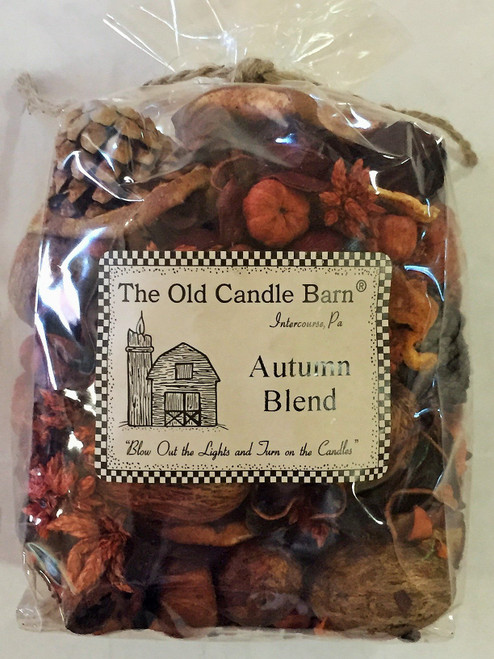 The Old Candle Barn®
Intercourse, Pa
Autumn
Blend
"Blow Out the Lights and Turn on the Candles"